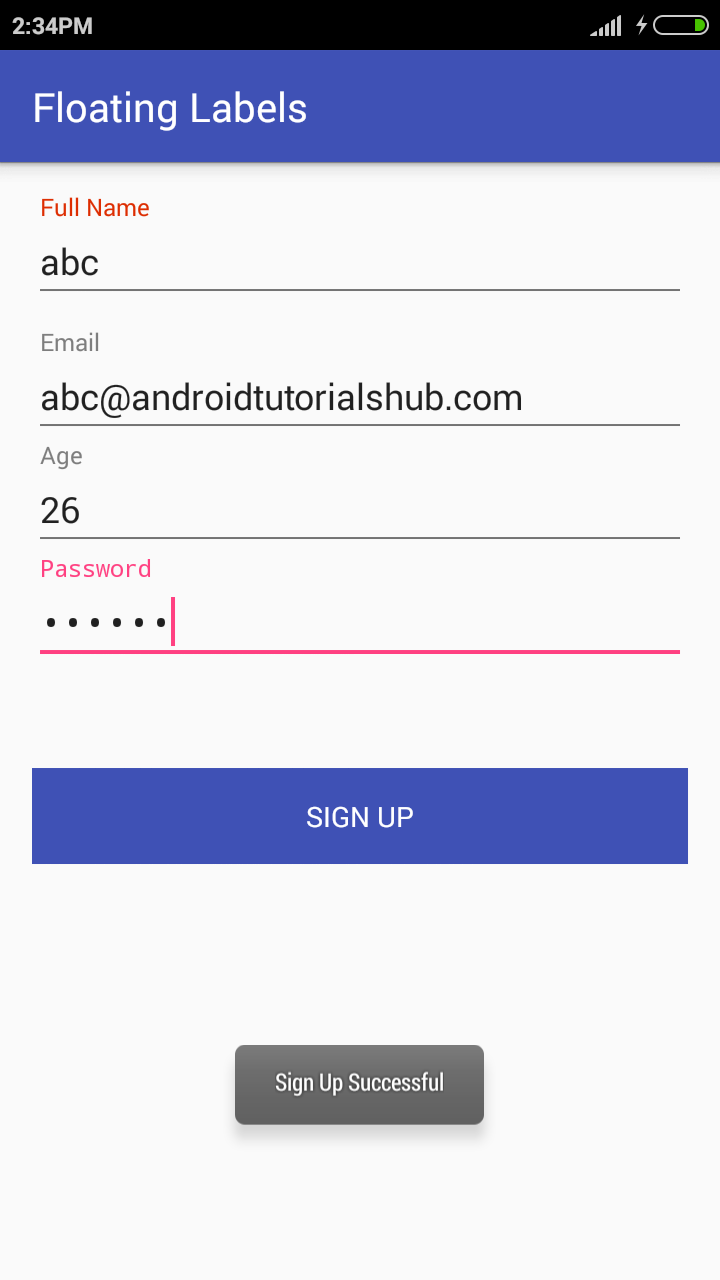 2:34PM
Floating Labels
Full Name
abc
Email
abc@androidtutorialshub.com
Age
26
Password
••••••
SIGN UP
Sign Up Successful